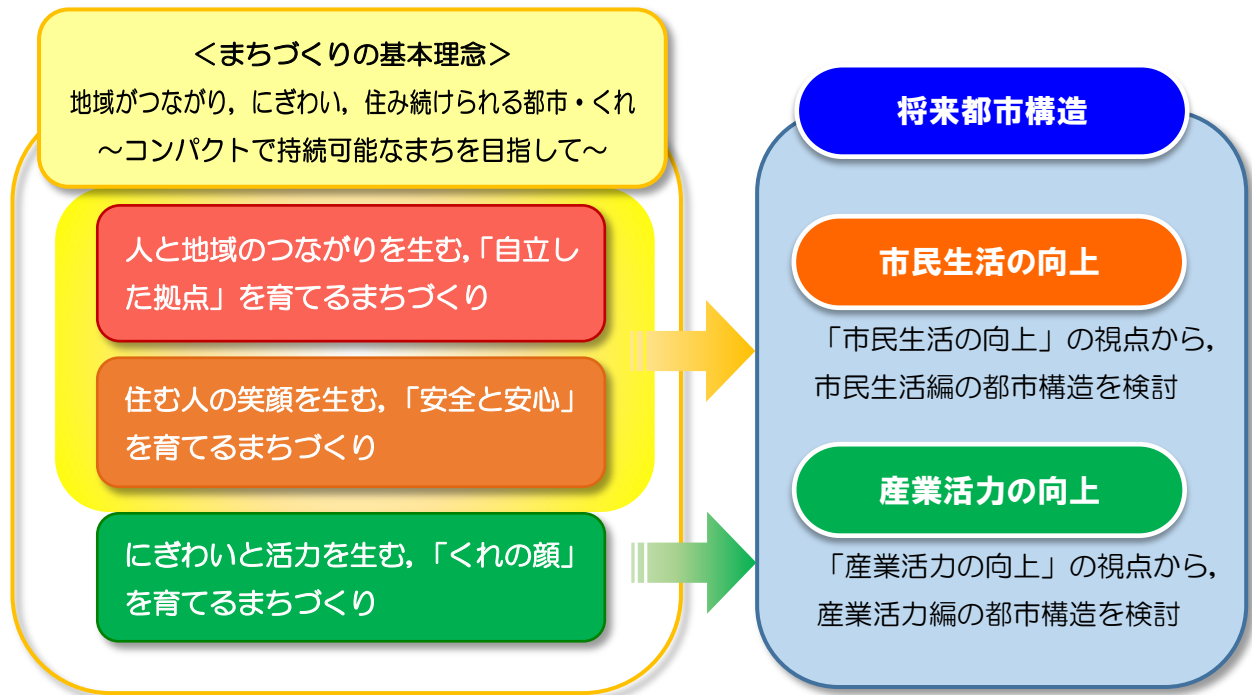 ＜まちづくりの基本理念＞
地域がつながり，にぎわい，住み続けられる都市・くれ
～コンパクトで持続可能なまちを目指して～
人と地域のつながりを生む，「自立し
た拠点」を育てるまちづくり
住む人の笑顔を生む，「安全と安心」
を育てるまちづくり
にぎわいと活力を生む，「くれの顔」
を育てるまちづくり
将来都市構造
市民生活の向上
「市民生活の向上」の視点から，
市民生活編の都市構造を検討
産業活力の向上
「産業活力の向上」の視点から，
産業活力編の都市構造を検討